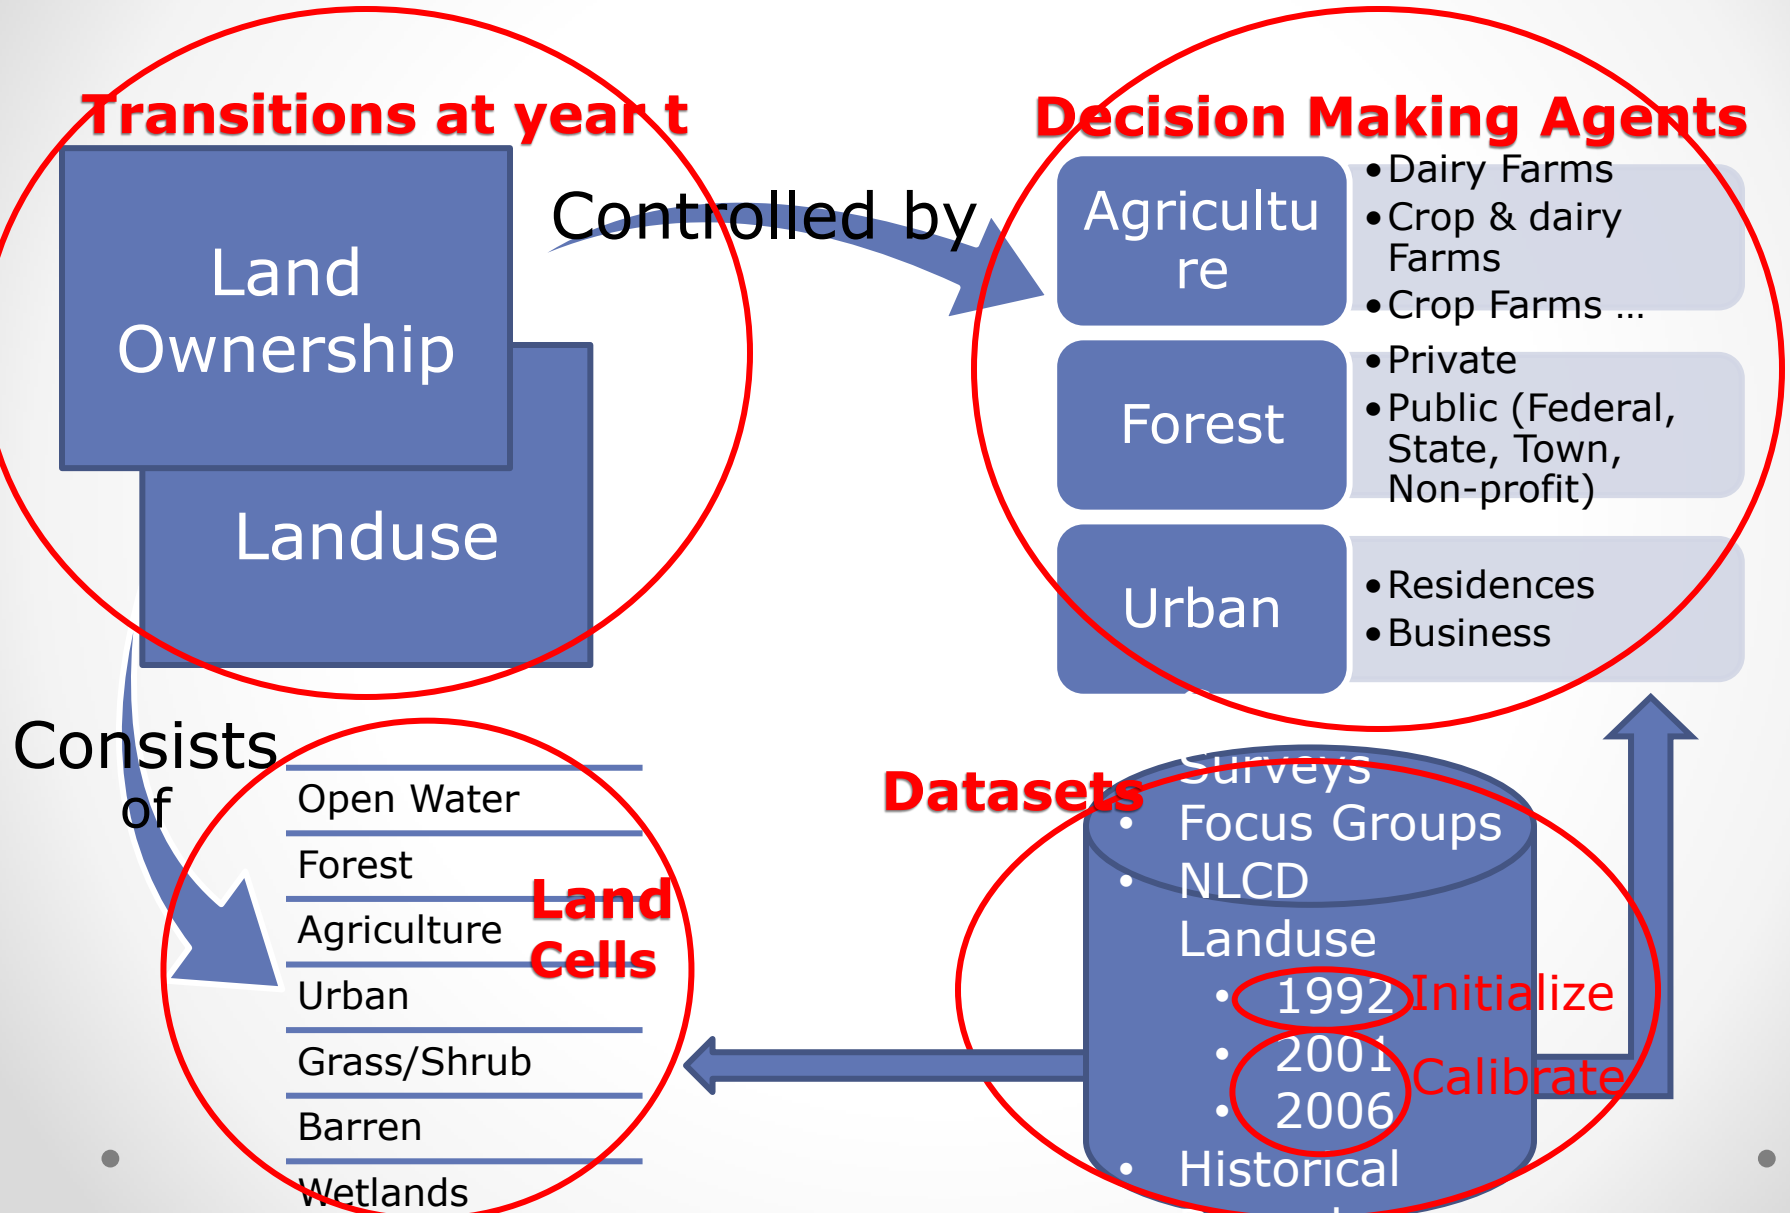 Transitions at year t
Land
Ownership
Landuse
Controlled by
Decision Making Agents
Agricultu
re
•Dairy Farms
•Crop & dairy
Farms
•Crop Farms ...
Forest
•Private
•Public (Federal,
State, Town,
Non-profit)
Urban
•Residences
•Business
Consists
of
Open Water
Forest
Agriculture
Urban
Grass/Shrub
Barren
Wetlands
Land
Cells
Datasets
Surveys
• Focus Groups
• NLCD
Landuse
• 1992
Initialize
• 2001
Calibrate
• 2006
• Historical